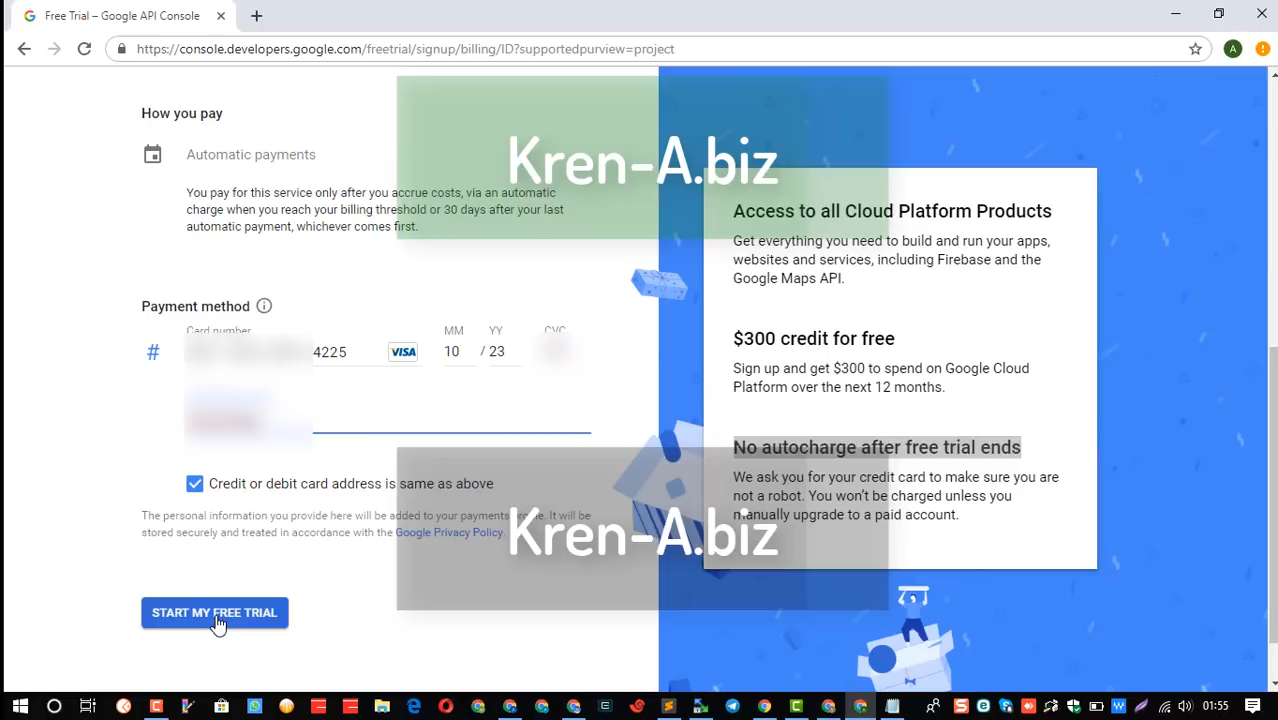 Free Trial – Google API Console
https://console.developers.google.com/freetrial/signup/billing/ID?supportedpurview=project
A
How you pay
Automatic payments
You pay for this service only after you accrue costs, via an automatic
charge when you reach your billing threshold or 30 days after your last
automatic payment, whichever comes first.
Kren-A.biz
Payment method
Card number
MM
YY
CVC
#
4225
VISA
10
/ 23
Credit or debit card address is same as above
The personal information you provide here will be added to your payments profile. It will be
stored securely and treated in accordance with the Google Privacy Policy.
START MY FREE TRIAL
Access to all Cloud Platform Products
Get everything you need to build and run your apps,
websites and services, including Firebase and the
Google Maps API.
$300 credit for free
Sign up and get $300 to spend on Google Cloud
Platform over the next 12 months.
No autocharge after free trial ends
We ask you for your credit card to make sure you are
not a robot. You won't be charged unless you
manually upgrade to a paid account.
Kren-A.biz
01:55